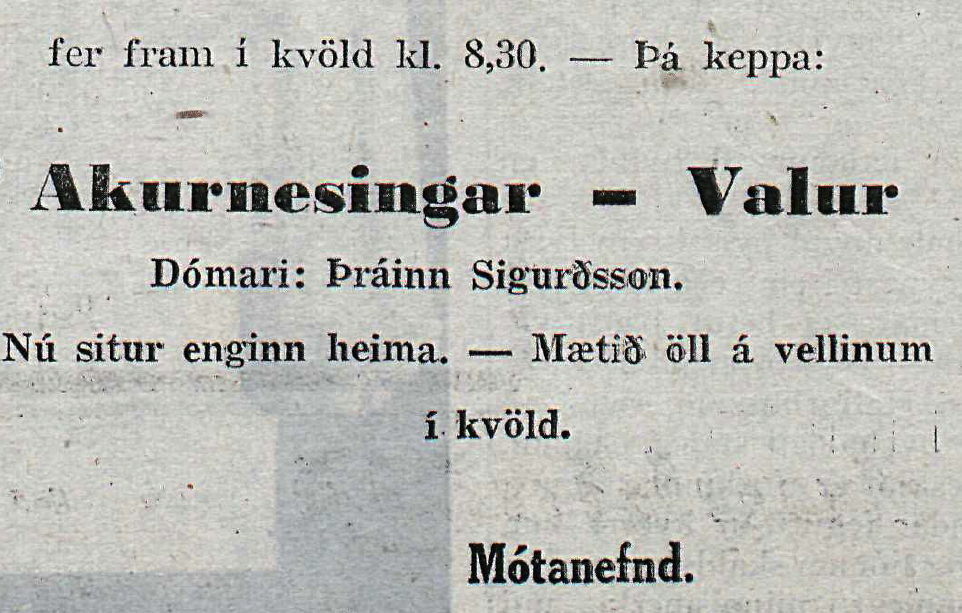 fer fram í kvöld kl. 8,30. — Þá keppa:
Akurnesingar - Valur
Dómari: Þráinn Sigurðsson.
Nú situr enginn heima. — Mætið öll á vellinum
í kvöld.
Mótanefnd.